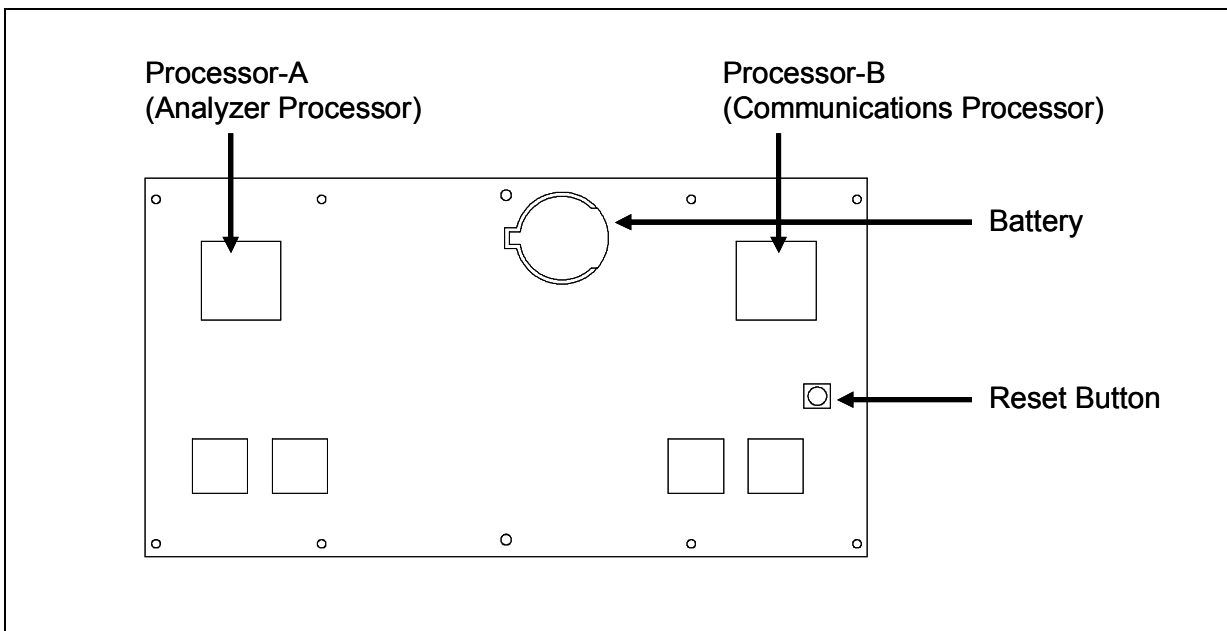 Processor-A
(Analyzer Processor)
Processor-B
(Communications Processor)
Battery
Reset Button